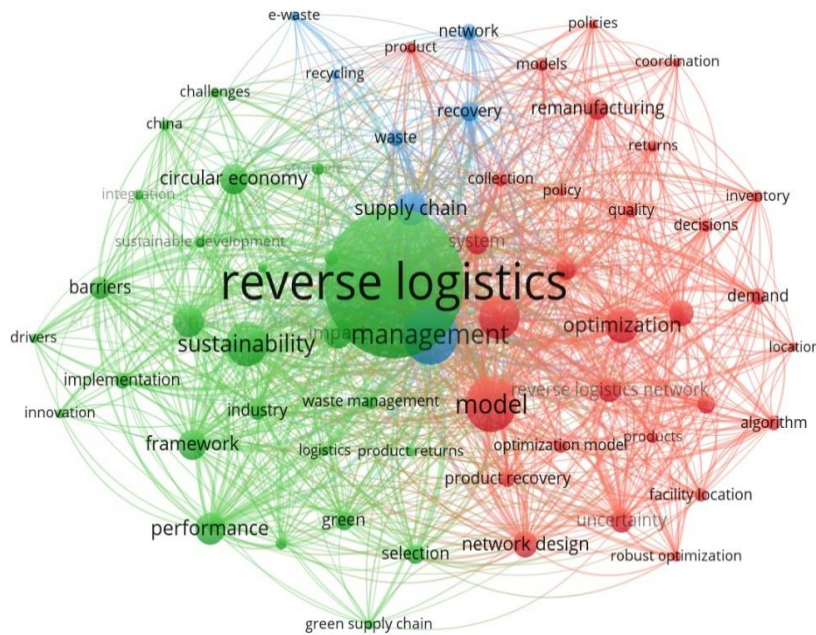 e-waste
policies
network
product
coordination
recycling
models
challenges
recovery
remanufacturing
china
waste
returns
circular economy
collection
policy
integration
inventory
supply chain
quality
decisions
sustainable development
system
reverse logistics
barriers
demand
optimization
drivers
management
sustainability
location
implementation
reverse logistics network
waste management
model
innovation
industry
algorithm
framework
logistics
product returns
optimization model
products
product recovery
facility location
performance
green
uncertainty
selection
network design
robust optimization
green supply chain